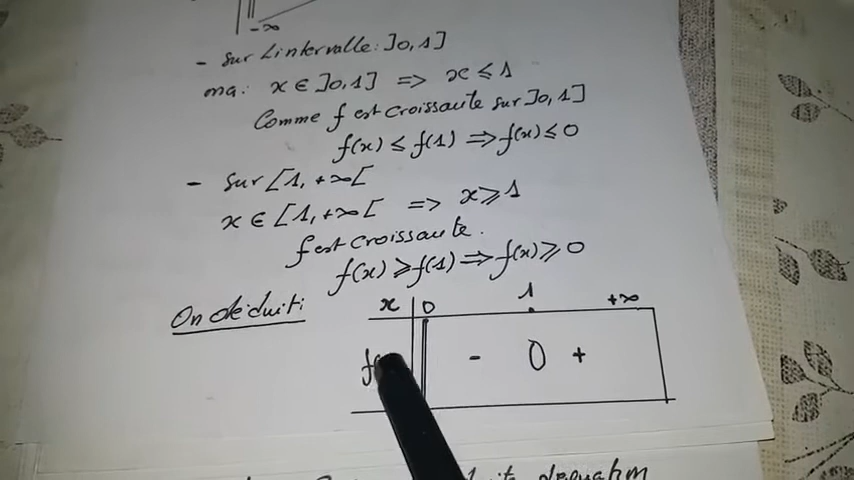 - ∞
- Sur L'intervalle: ]0, 1]
ona: x ∈ ]0, 1] => x ≤ 1
Comme f est croissante sur ]0, 1]
f(x) ≤ f(1) => f(x) ≤ 0
- Sur [1, +∞[
x ∈ [1, +∞[ => x ≥ 1
f est croissante.
f(x) ≥ f(1) => f(x) ≥ 0
On déduit:
x 0 1 +∞
f( - 0 +